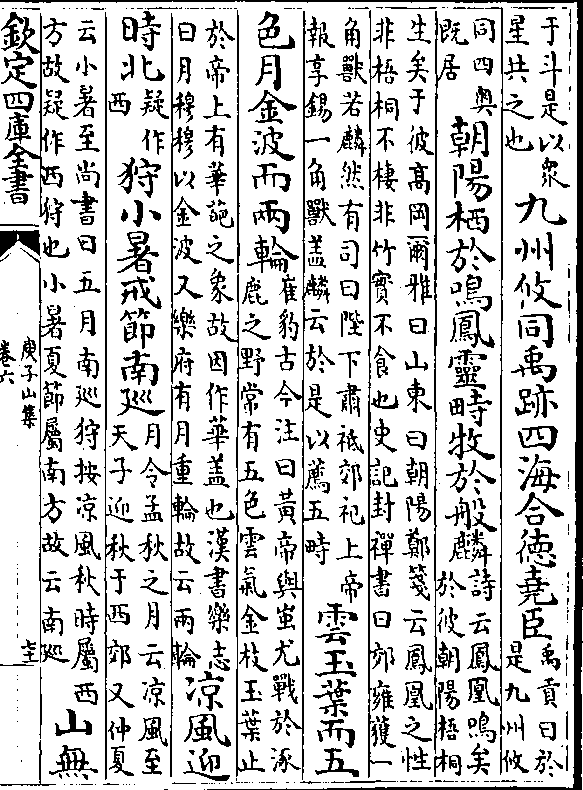 于斗是以眾
星共之也
九州攸同禹跡四海合德堯臣
禹貢曰於
是九州攸
同四奧
既居
朝陽栖於鳴鳳靈畤牧於般麟
詩云鳳凰鳴矣
於彼朝陽梧桐
生矣于彼高岡爾雅曰山東曰朝陽鄭箋云鳳凰之性
非梧桐不棲非竹實不食也史記封禪書曰郊雍獲一
角獸若麟然有司曰陛下肅祗郊祀上帝
報享錫一角獸蓋麟云於是以薦五畤
雲玉葉而五
色月金波而兩輪
崔豹古今注曰黃帝與蚩尤戰於涿
鹿之野常有五色雲氣金枝玉葉止
於帝上有華葩之象故因作華蓋也漢書樂志
曰月穆穆以金波又樂府有月重輪故云兩輪
凉風迎
時北
疑作
西
狩小暑戒節南廵
月令孟秋之月云凉風至
天子迎秋于西郊又仲夏
云小暑至尚書曰五月南廵狩按凉風秋時屬西
方故疑作西狩也小暑夏節屬南方故云南廵
山無
欽定四庫全書
庾子山集
卷六